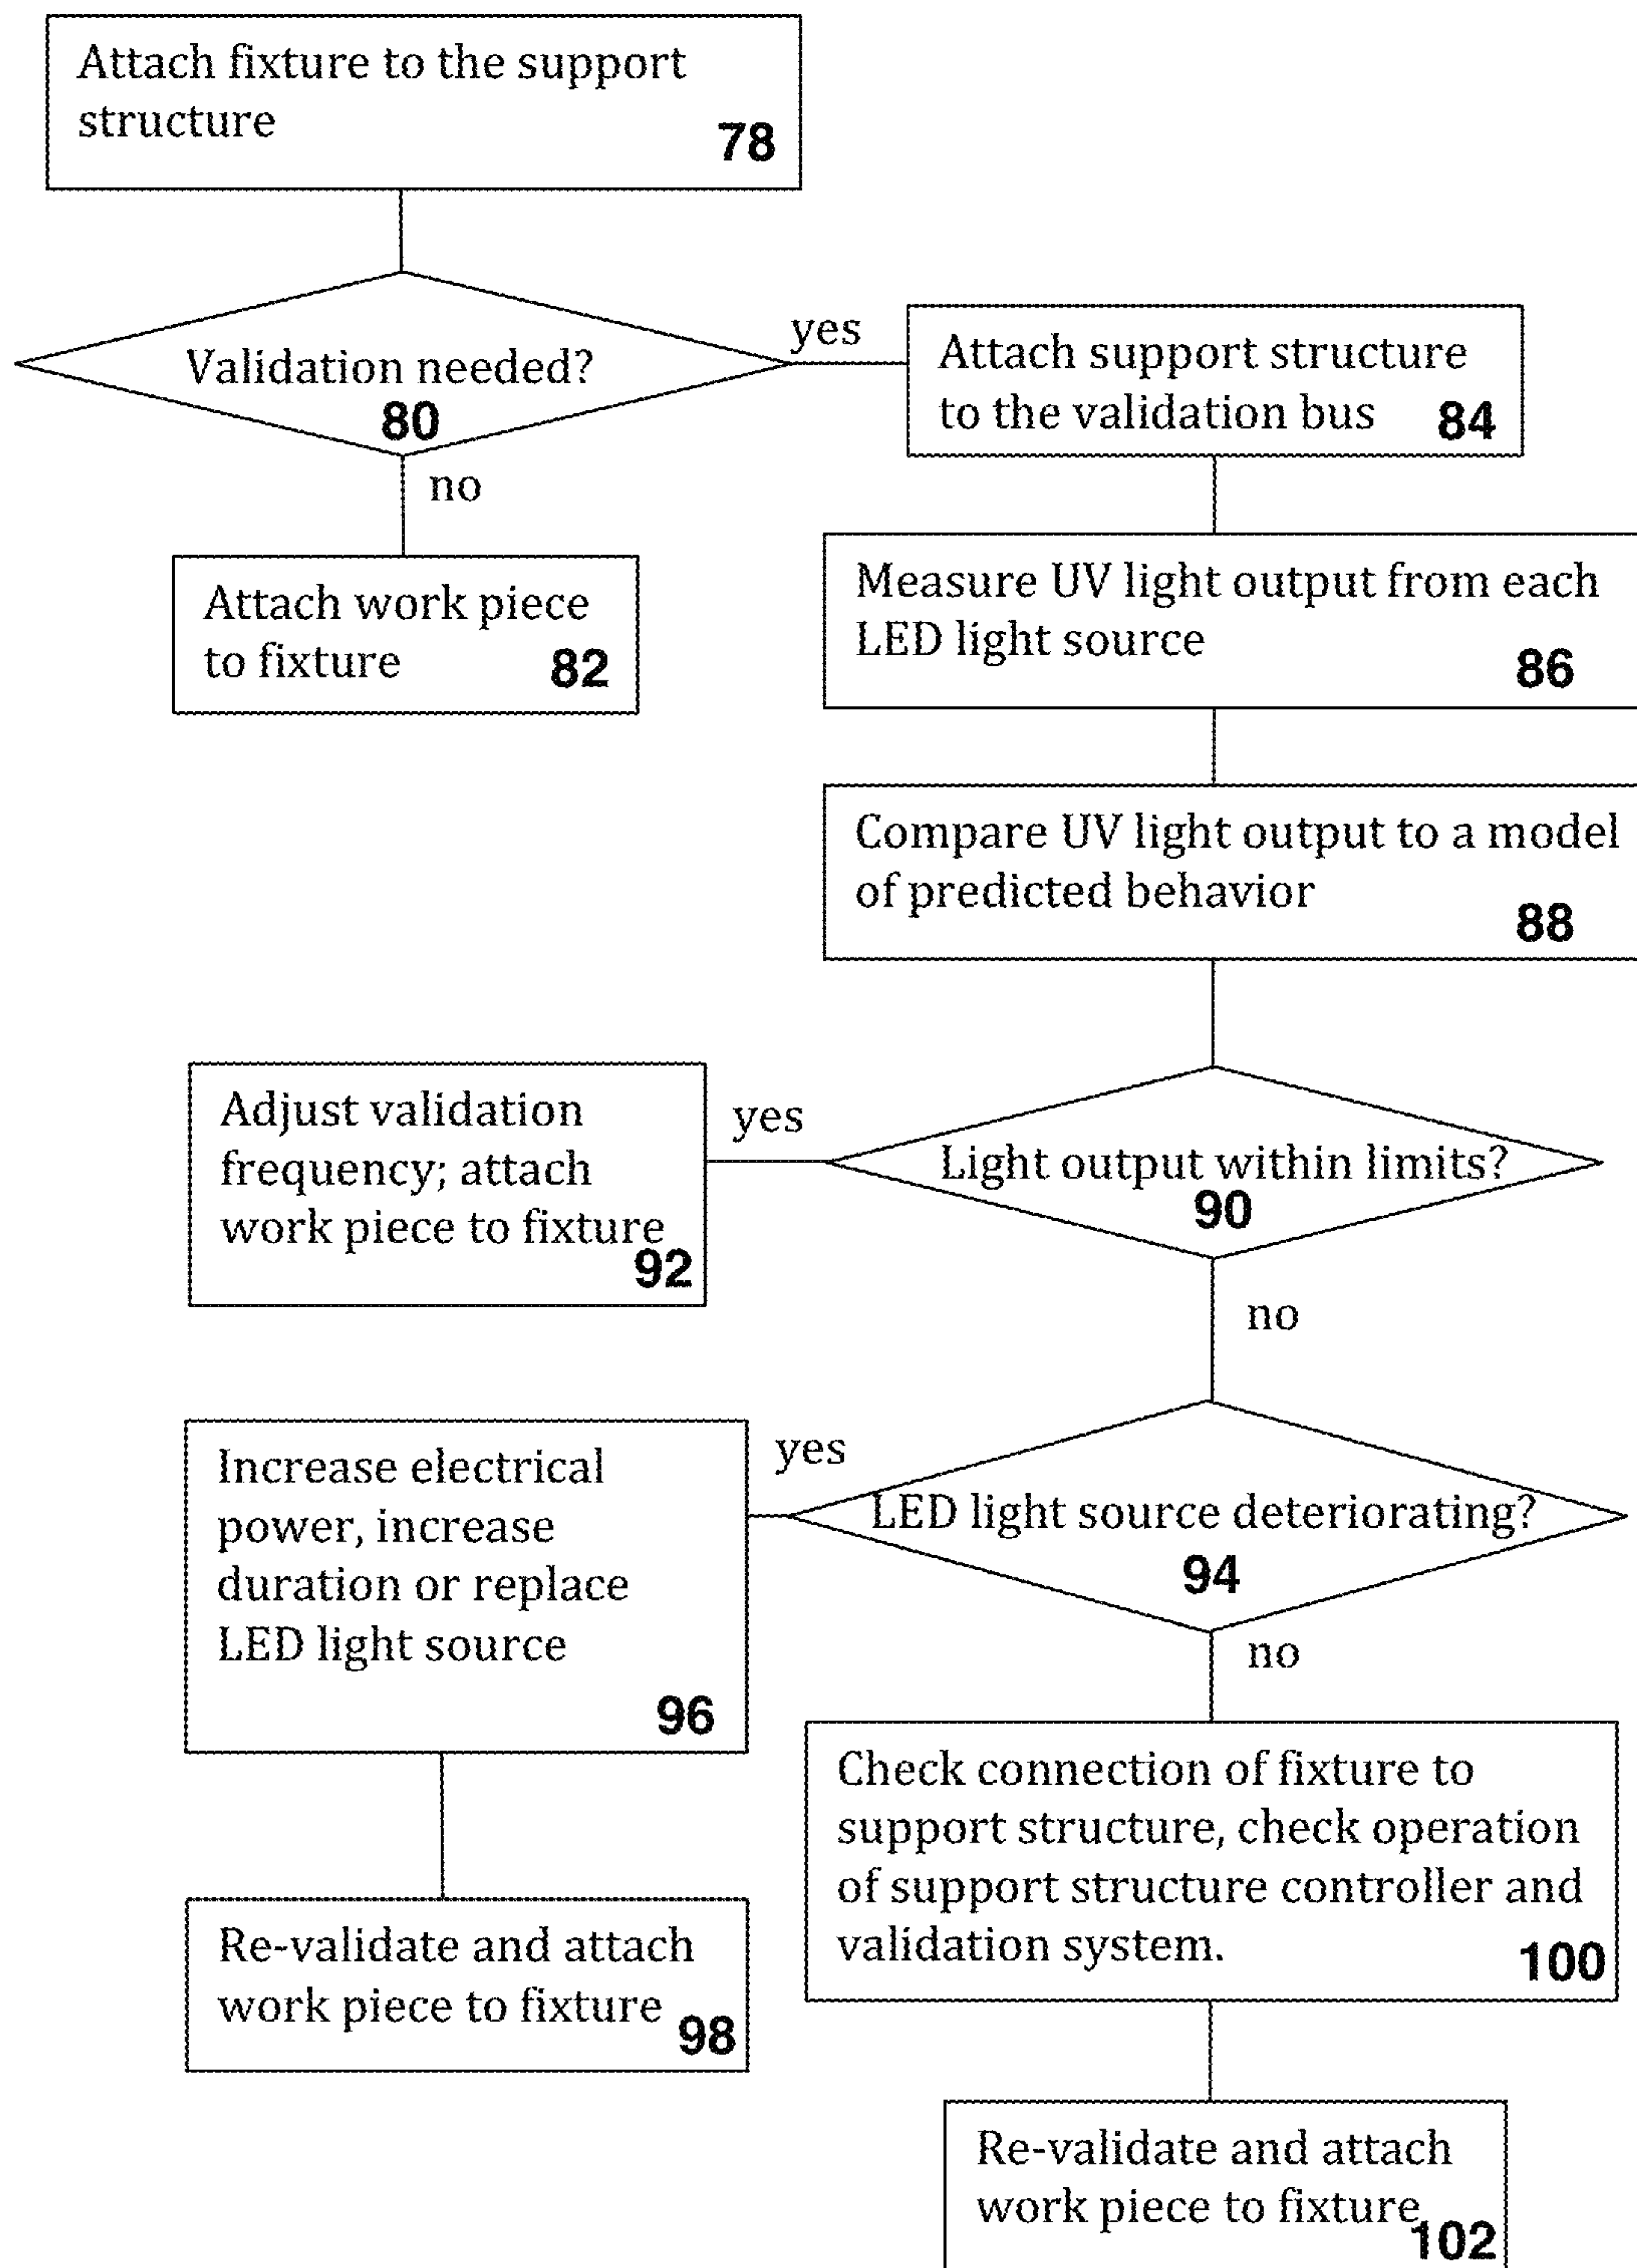 Attach fixture to the support
structure
78
Validation needed?
80
yes
no
Attach work piece
to fixture
82
Attach support structure
to the validation bus
84
Measure UV light output from each
LED light source
86
Compare UV light output to a model
of predicted behavior
88
Light output within limits?
90
yes
Adjust validation
frequency; attach
work piece to fixture
92
no
LED light source deteriorating?
94
yes
Increase electrical
power, increase
duration or replace
LED light source
96
Re-validate and attach
work piece to fixture
98
no
Check connection of fixture to
support structure, check operation
of support structure controller and
validation system.
100
Re-validate and attach
work piece to fixture
102